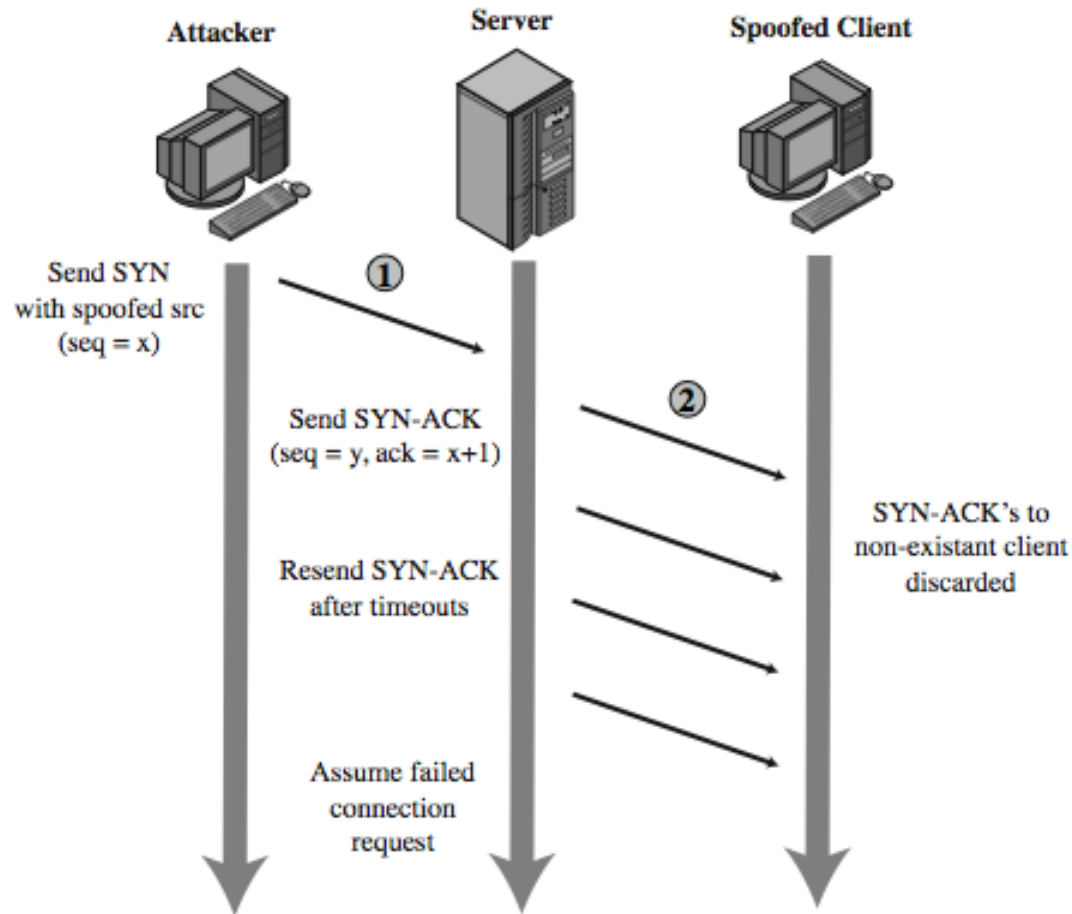 Attacker
Server
Spoofed Client
Send SYN
with spoofed src
(seq = x)
1
Send SYN-ACK
(seq = y, ack = x+1)
2
SYN-ACK's to
non-existant client
discarded
Resend SYN-ACK
after timeouts
Assume failed
connection
request